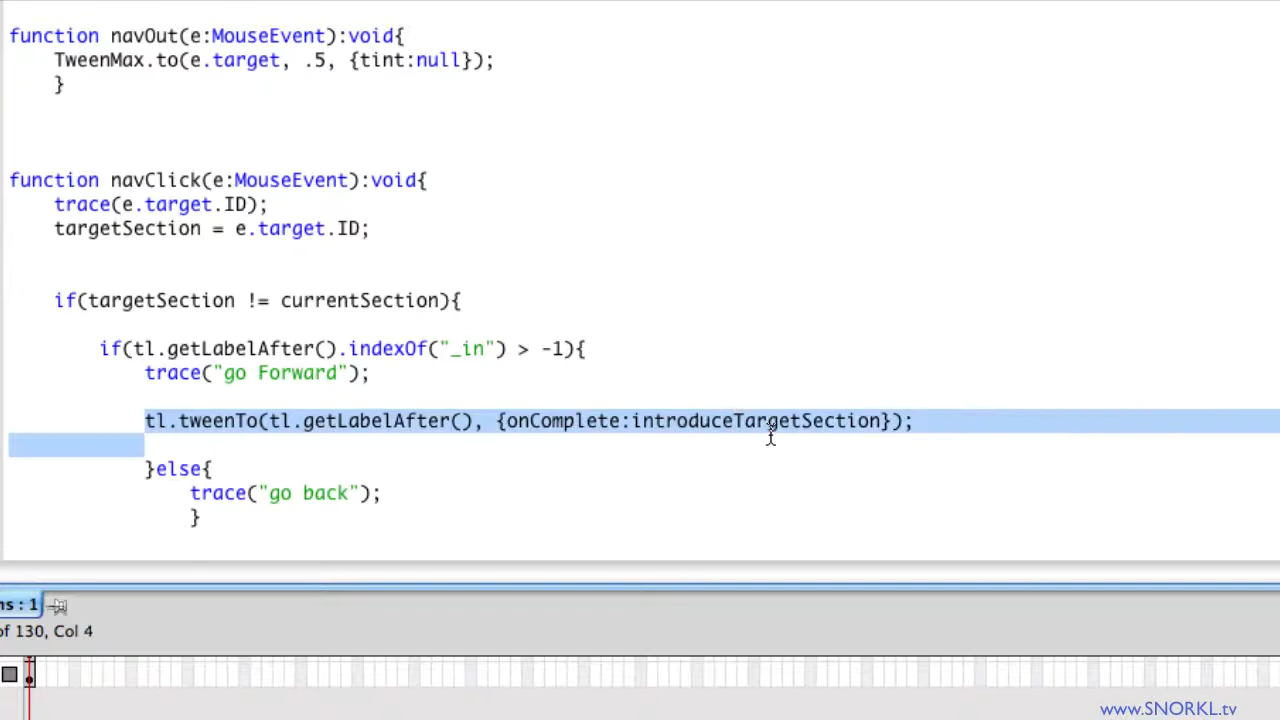 function navOut(e:MouseEvent):void{
TweenMax.to(e.target, .5, {tint:null});
}
function navClick(e:MouseEvent):void{
trace(e.target.ID);
targetSection = e.target.ID;
if(targetSection != currentSection){
if(tl.getLabelAfter().indexOf("_in") > -1){
trace("go Forward");
tl.tweenTo(tl.getLabelAfter(), {onComplete:introduceTargetSection});
}else{
trace("go back");
}
ns : 1
of 130, Col 4
www.SNORKL.tv